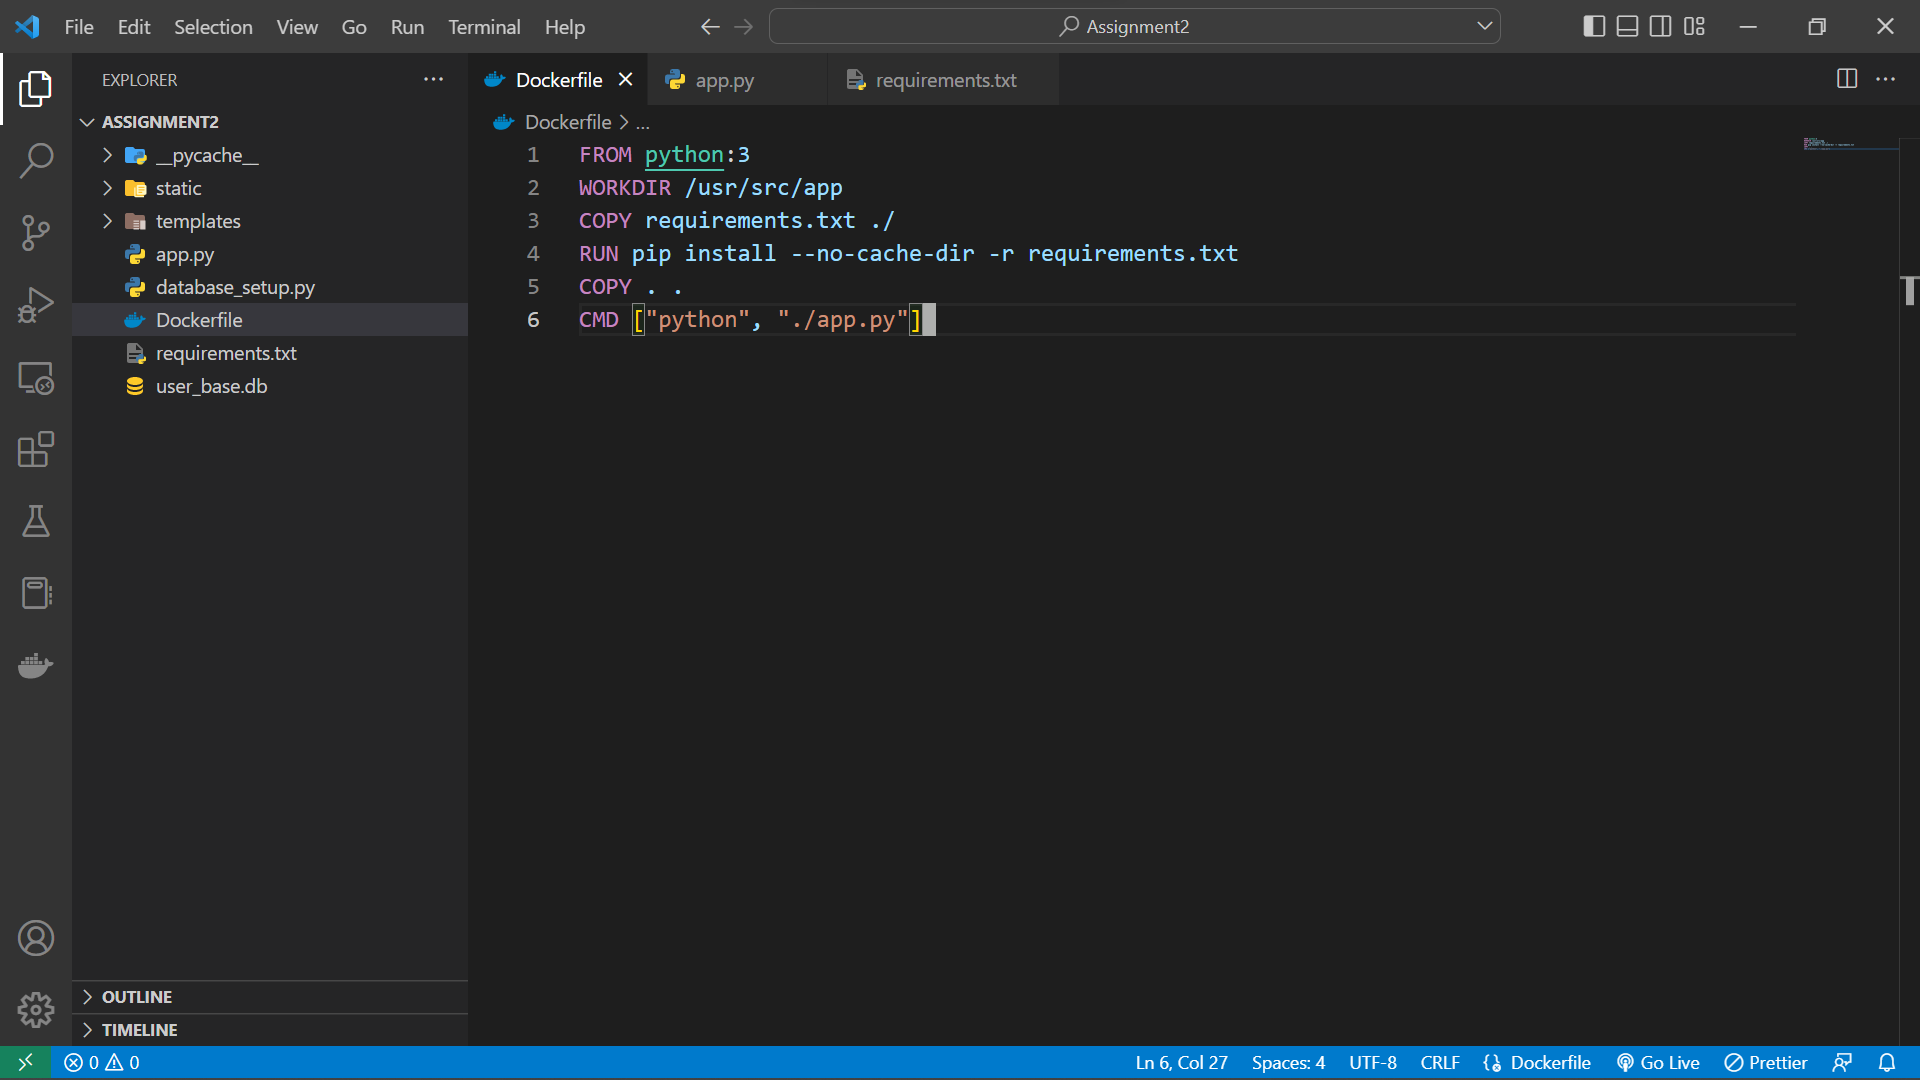 File Edit Selection View Go Run Terminal Help Assignment2
EXPLORER
ASSIGNMENT2
__pycache__
static
templates
app.py
database_setup.py
Dockerfile
requirements.txt
user_base.db
OUTLINE
TIMELINE
Dockerfile app.py requirements.txt
Dockerfile > ...
1 FROM python:3
2 WORKDIR /usr/src/app
3 COPY requirements.txt ./
4 RUN pip install --no-cache-dir -r requirements.txt
5 COPY . .
6 CMD ["python", "./app.py"]
0 0 Ln 6, Col 27 Spaces: 4 UTF-8 CRLF Dockerfile Go Live Prettier